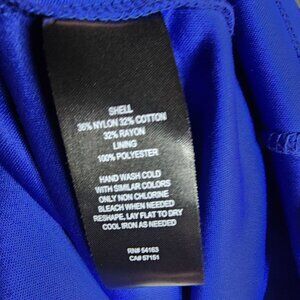 SHELL
36% NYLON 32% COTTON
32% RAYON
LINING
100% POLYESTER
HAND WASH COLD
WITH SIMILAR COLORS
ONLY NON CHLORINE
BLEACH WHEN NEEDED
RESHAPE, LAY FLAT TO DRY
COOL IRON AS NEEDED
RN# 54163
CA# 57151